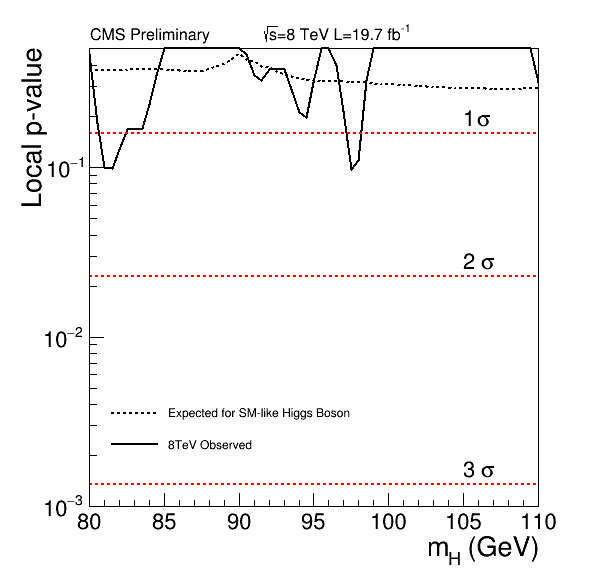 CMS Preliminary √s=8 TeV L=19.7 fb⁻¹
Local p-value
1 σ
10⁻¹
2 σ
10⁻²
Expected for SM-like Higgs Boson
8TeV Observed
3 σ
10⁻³
80 85 90 95 100 105 110
m_H (GeV)